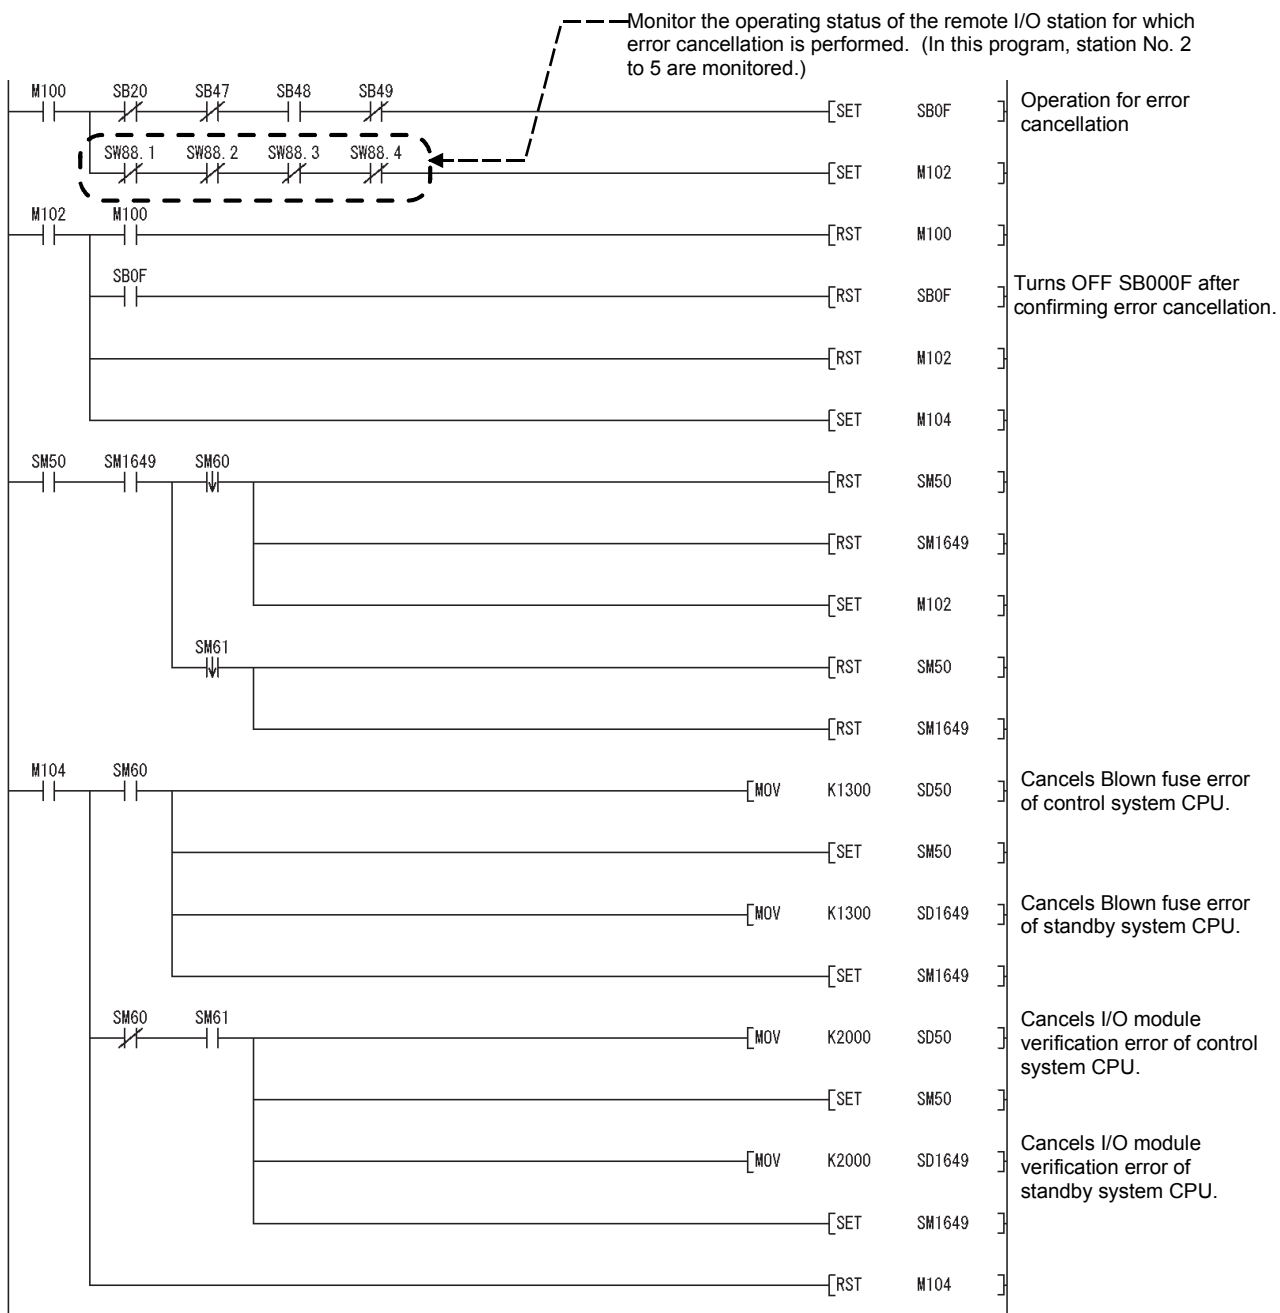 Monitor the operating status of the remote I/O station for which
error cancellation is performed. (In this program, station No. 2
to 5 are monitored.)
M100 SB20 SB47 SB48 SB49
SET SB0F
Operation for error
cancellation
SW88.1 SW88.2 SW88.3 SW88.4
SET M102
M102 M100
RST M100
SB0F
RST SB0F
Turns OFF SB000F after
confirming error cancellation.
RST M102
SET M104
SM50 SM1649 SM60
RST SM50
RST SM1649
SET M102
SM61
RST SM50
RST SM1649
M104 SM60
MOV K1300 SD50
Cancels Blown fuse error
of control system CPU.
SET SM50
MOV K1300 SD1649
Cancels Blown fuse error
of standby system CPU.
SET SM1649
SM60 SM61
MOV K2000 SD50
Cancels I/O module
verification error of control
system CPU.
SET SM50
MOV K2000 SD1649
Cancels I/O module
verification error of
standby system CPU.
SET SM1649
RST M104